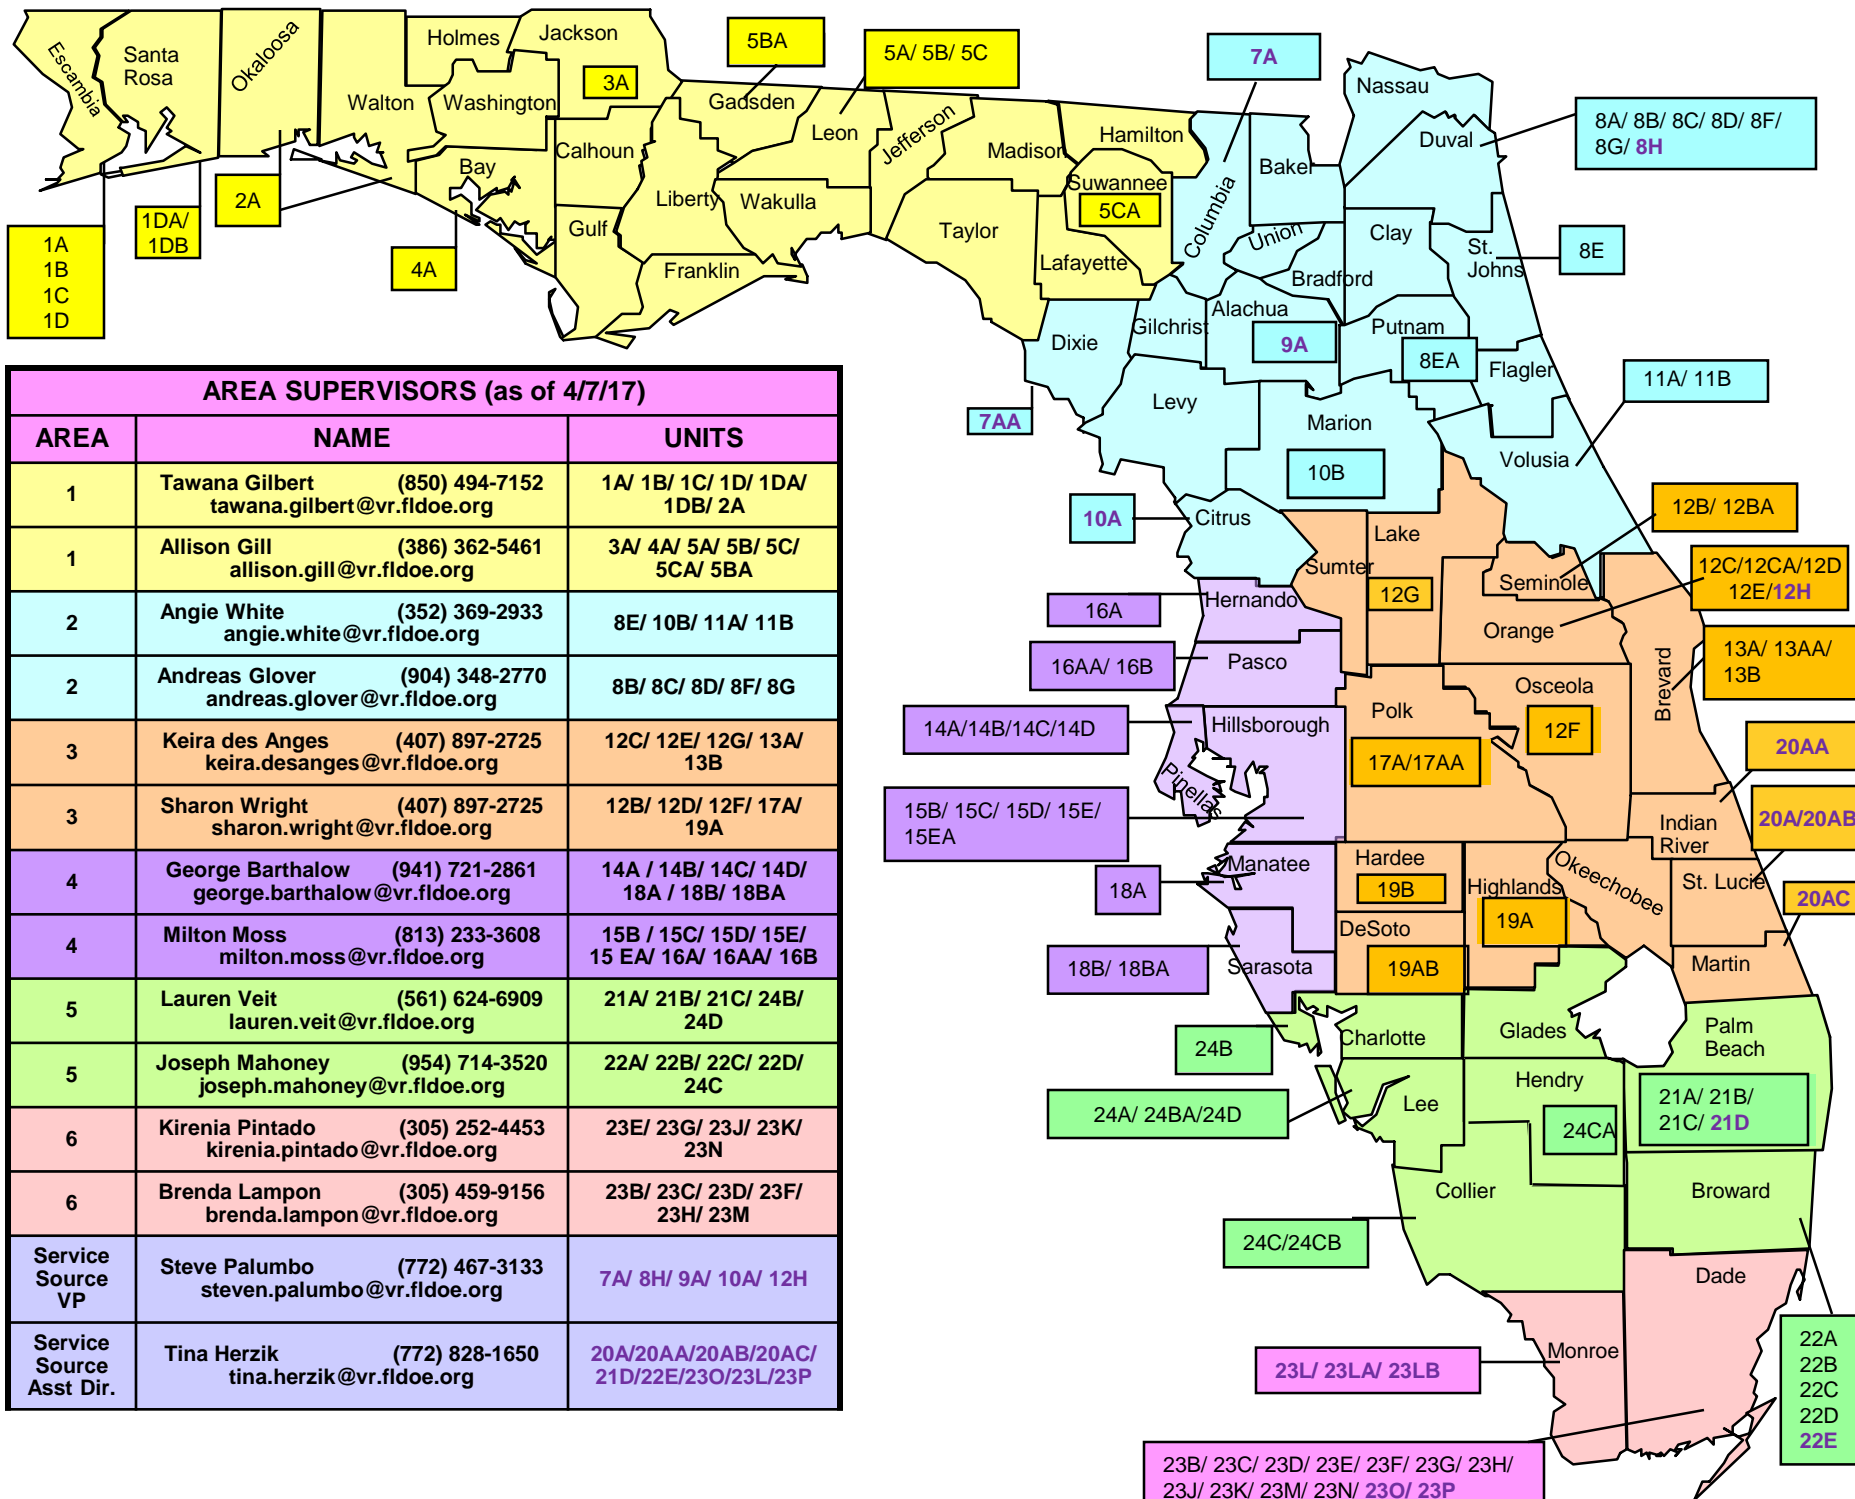 Escambia
Santa
Rosa
Okaloosa
Walton
Holmes
Jackson
3A
Washington
Bay
Calhoun
Gulf
Liberty
Gadsden
Leon
Wakulla
Franklin
Jefferson
Madison
Taylor
Hamilton
Suwannee
5CA
Lafayette
5BA
5A/ 5B/ 5C
1A
1B
1C
1D
1DA/
1DB
2A
4A
7A
Nassau
Duval
8A/ 8B/ 8C/ 8D/ 8F/
8G/ 8H
Columbia
Baker
Union
Bradford
Clay
St.
Johns
8E
Dixie
Gilchrist
Alachua
9A
Putnam
8EA
Flagler
7AA
Levy
Marion
10B
11A/ 11B
Volusia
10A
Citrus
Sumter
Lake
12G
Seminole
12B/ 12BA
12C/12CA/12D
12E/12H
Orange
Hernando
16A
Pasco
16AA/ 16B
Osceola
12F
Brevard
13A/ 13AA/
13B
14A/14B/14C/14D
Hillsborough
Pinellas
Polk
17A/17AA
15B/ 15C/ 15D/ 15E/
15EA
20AA
Indian
River
20A/20AB
Manatee
18A
Hardee
19B
Highlands
19A
Okeechobee
St. Lucie
20AC
DeSoto
19AB
18B/ 18BA
Sarasota
Martin
24B
Charlotte
Glades
Palm
Beach
Hendry
24CA
21A/ 21B/
21C/ 21D
24A/ 24BA/24D
Lee
Collier
Broward
24C/24CB
Dade
Monroe
22A
22B
22C
22D
22E
23L/ 23LA/ 23LB
23B/ 23C/ 23D/ 23E/ 23F/ 23G/ 23H/
23J/ 23K/ 23M/ 23N/ 23O/ 23P
AREA SUPERVISORS (as of 4/7/17)
AREA NAME UNITS
1 Tawana Gilbert (850) 494-7152 1A/ 1B/ 1C/ 1D/ 1DA/
tawana.gilbert@vr.fldoe.org 1DB/ 2A
1 Allison Gill (386) 362-5461 3A/ 4A/ 5A/ 5B/ 5C/
allison.gill@vr.fldoe.org 5CA/ 5BA
2 Angie White (352) 369-2933 8E/ 10B/ 11A/ 11B
angie.white@vr.fldoe.org
2 Andreas Glover (904) 348-2770 8B/ 8C/ 8D/ 8F/ 8G
andreas.glover@vr.fldoe.org
3 Keira des Anges (407) 897-2725 12C/ 12E/ 12G/ 13A/
keira.desanges@vr.fldoe.org 13B
3 Sharon Wright (407) 897-2725 12B/ 12D/ 12F/ 17A/
sharon.wright@vr.fldoe.org 19A
4 George Barthalow (941) 721-2861 14A / 14B/ 14C/ 14D/
george.barthalow@vr.fldoe.org 18A / 18B/ 18BA
4 Milton Moss (813) 233-3608 15B / 15C/ 15D/ 15E/
milton.moss@vr.fldoe.org 15 EA/ 16A/ 16AA/ 16B
5 Lauren Veit (561) 624-6909 21A/ 21B/ 21C/ 24B/
lauren.veit@vr.fldoe.org 24D
5 Joseph Mahoney (954) 714-3520 22A/ 22B/ 22C/ 22D/
joseph.mahoney@vr.fldoe.org 24C
6 Kirenia Pintado (305) 252-4453 23E/ 23G/ 23J/ 23K/
kirenia.pintado@vr.fldoe.org 23N
6 Brenda Lampon (305) 459-9156 23B/ 23C/ 23D/ 23F/
brenda.lampon@vr.fldoe.org 23H/ 23M
Service
Source
VP
Steve Palumbo (772) 467-3133 7A/ 8H/ 9A/ 10A/ 12H
steven.palumbo@vr.fldoe.org
Service
Source
Asst Dir.
Tina Herzik (772) 828-1650 20A/20AA/20AB/20AC/
tina.herzik@vr.fldoe.org 21D/22E/23O/23L/23P